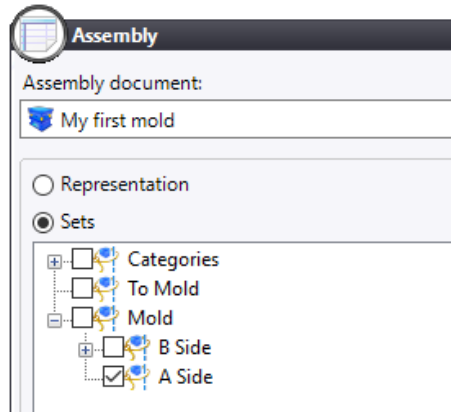 Assembly
Assembly document:
My first mold
Representation
Sets
Categories
To Mold
Mold
B Side
A Side